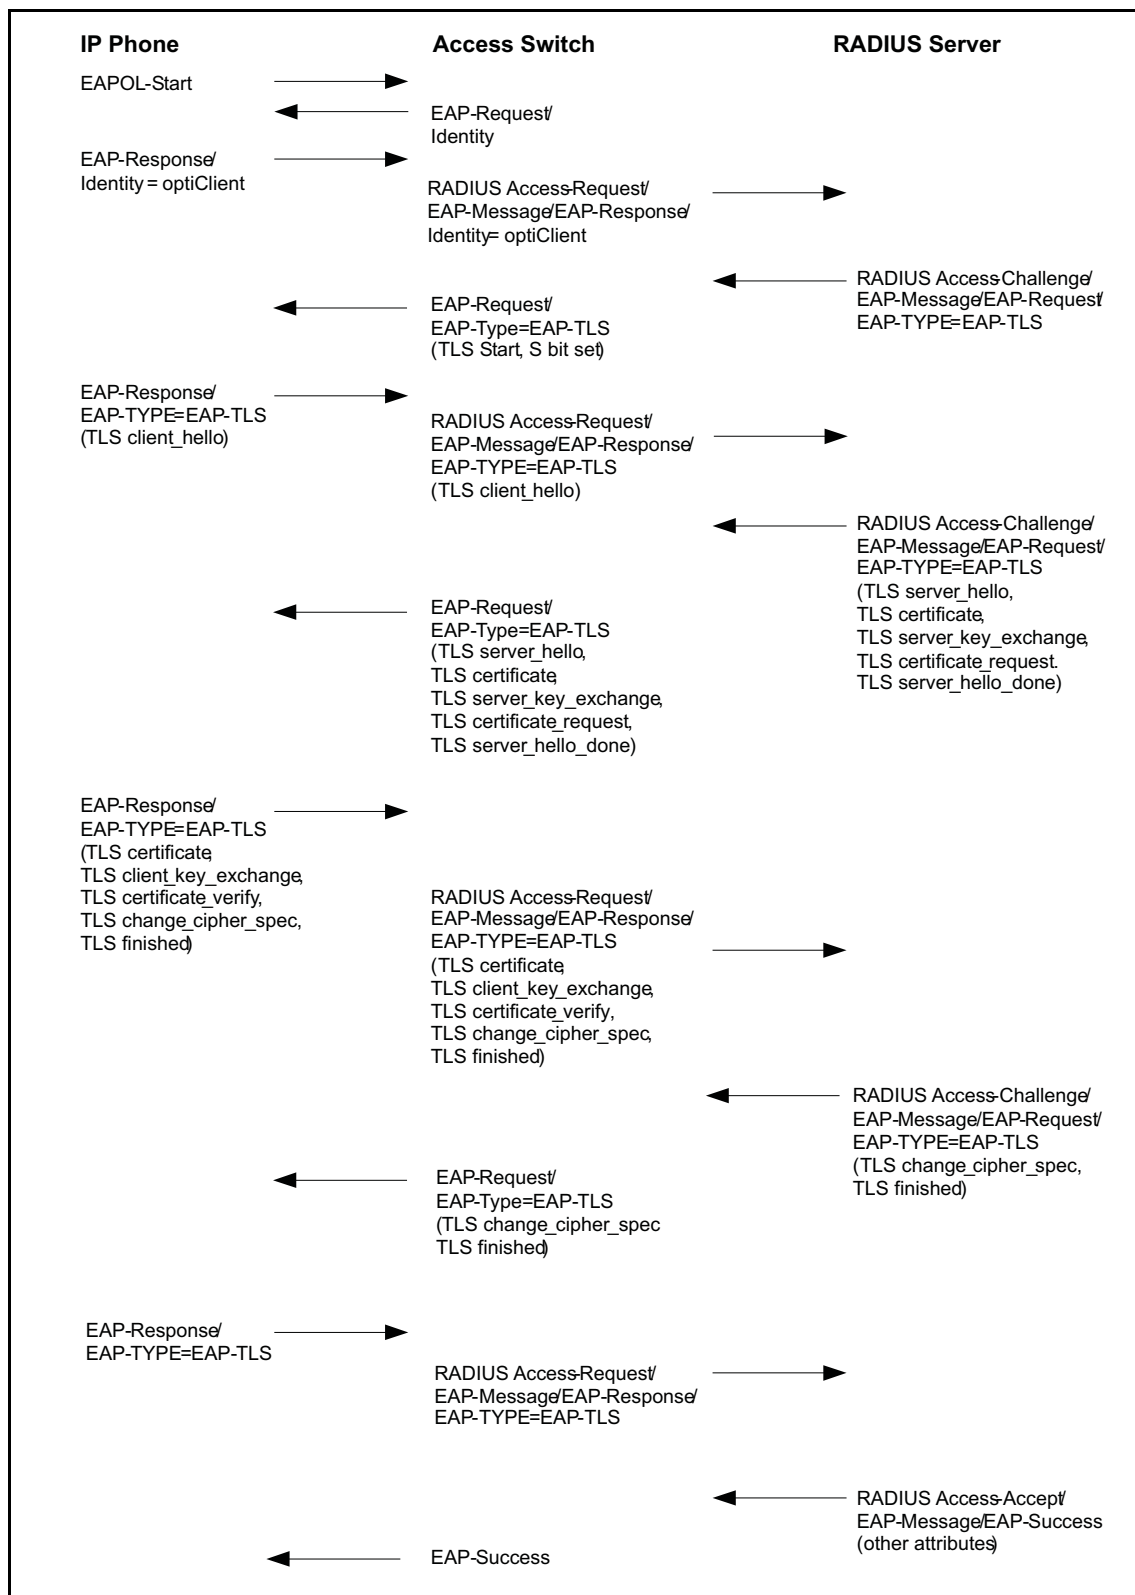 IP Phone
Access Switch
RADIUS Server
EAPOL-Start
EAP-Request/
Identity
EAP-Response/
Identity = optiClient
RADIUS Access-Request/
EAP-Message/EAP-Response/
Identity= optiClient
RADIUS Access-Challenge/
EAP-Message/EAP-Request/
EAP-TYPE=EAP-TLS
EAP-Request/
EAP-Type=EAP-TLS
(TLS Start, S bit set)
EAP-Response/
EAP-TYPE=EAP-TLS
(TLS client_hello)
RADIUS Access-Request/
EAP-Message/EAP-Response/
EAP-TYPE=EAP-TLS
(TLS client_hello)
RADIUS Access-Challenge/
EAP-Message/EAP-Request/
EAP-TYPE=EAP-TLS
(TLS server_hello,
TLS certificate,
TLS server_key_exchange,
TLS certificate_request.
TLS server_hello_done)
EAP-Request/
EAP-Type=EAP-TLS
(TLS server_hello,
TLS certificate,
TLS server_key_exchange,
TLS certificate_request,
TLS server_hello_done)
EAP-Response/
EAP-TYPE=EAP-TLS
(TLS certificate,
TLS client_key_exchange,
TLS certificate_verify,
TLS change_cipher_spec,
TLS finished)
RADIUS Access-Request/
EAP-Message/EAP-Response/
EAP-TYPE=EAP-TLS
(TLS certificate,
TLS client_key_exchange,
TLS certificate_verify,
TLS change_cipher_spec,
TLS finished)
RADIUS Access-Challenge/
EAP-Message/EAP-Request/
EAP-TYPE=EAP-TLS
(TLS change_cipher_spec,
TLS finished)
EAP-Request/
EAP-Type=EAP-TLS
(TLS change_cipher_spec
TLS finished)
EAP-Response/
EAP-TYPE=EAP-TLS
RADIUS Access-Request/
EAP-Message/EAP-Response/
EAP-TYPE=EAP-TLS
RADIUS Access-Accept/
EAP-Message/EAP-Success
(other attributes)
EAP-Success